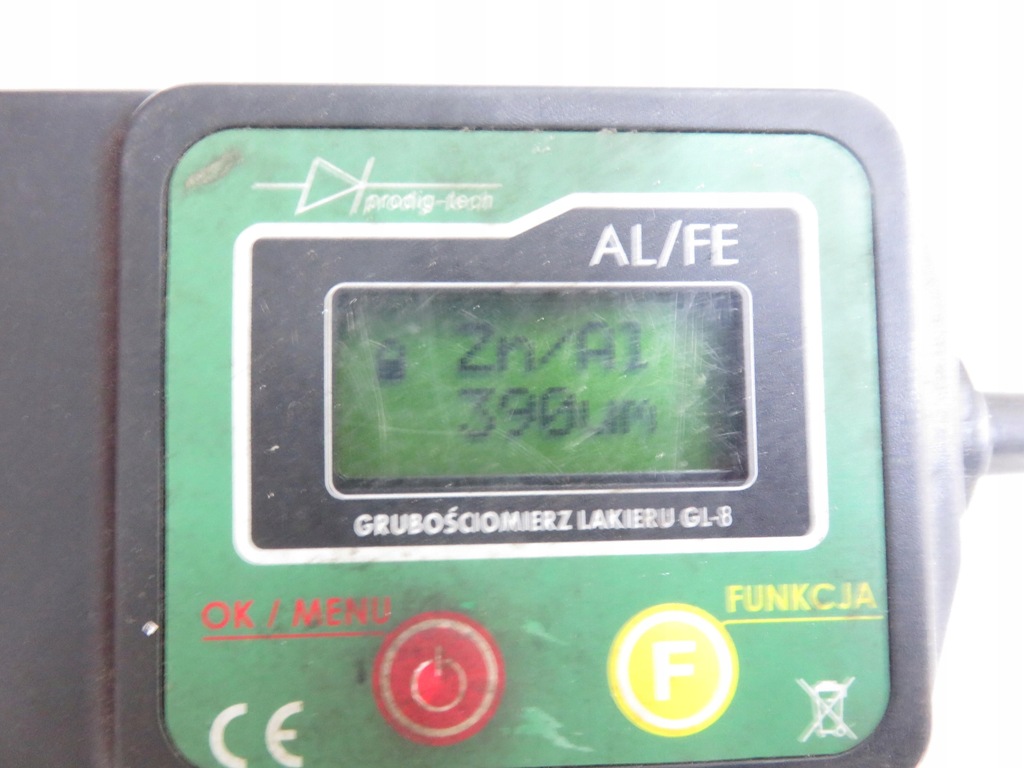 prodig-tech
AL/FE
Zn/Al
390um
GRUBOŚCIOMIERZ LAKIERU GL-8
OK / MENU
FUNKCJA
F
CE